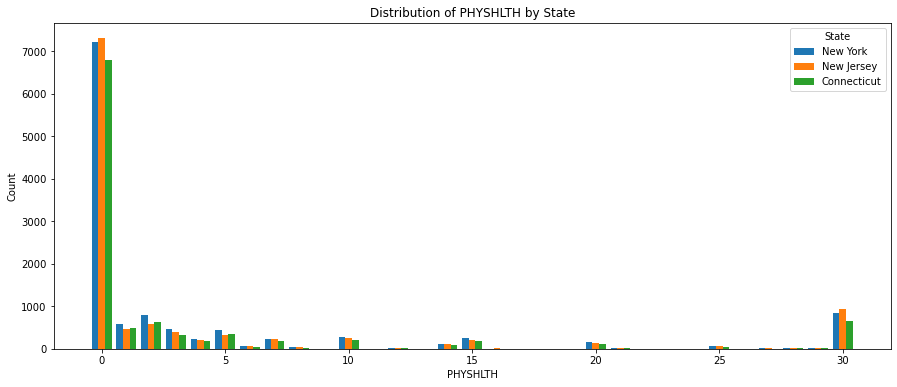 Distribution of PHYSHLTH by State
State
New York
New Jersey
Connecticut
7000
6000
5000
4000
3000
2000
1000
0
Count
0 5 10 15 20 25 30
PHYSHLTH